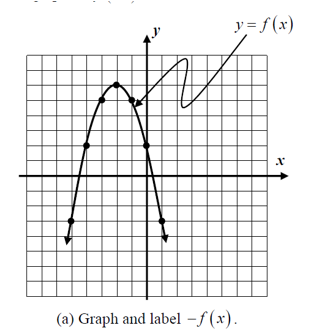 y = f(x)
y
x
(a) Graph and label −f(x).